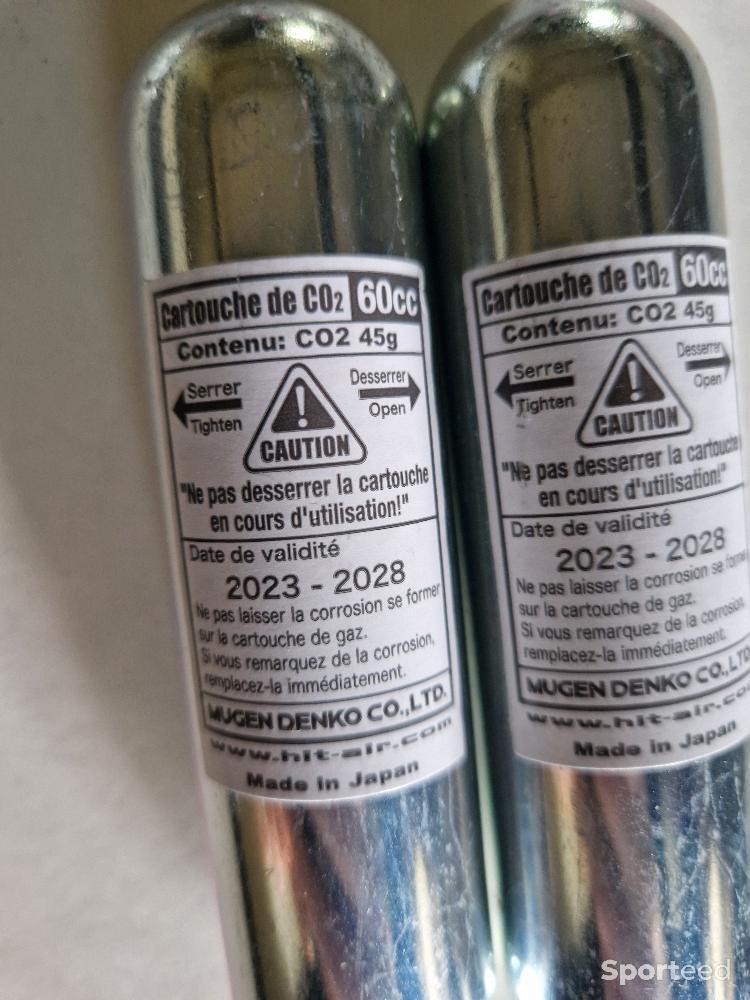 Cartouche de CO2 60cc
Contenu: CO2 45g
Serrer
Tighten
Desserrer
Open
CAUTION
"Ne pas desserrer la cartouche
en cours d'utilisation!"
Date de validité
2023 - 2028
Ne pas laisser la corrosion se former
sur la cartouche de gaz.
Si vous remarquez de la corrosion,
remplacez-la immédiatement.
MUGEN DENKO CO.,LTD.
www.hit-air.com
Made in Japan
Cartouche de CO2 60cc
Contenu: CO2 45g
Serrer
Tighten
Desserrer
Open
CAUTION
"Ne pas desserrer la cartouche
en cours d'utilisation!"
Date de validité
2023 - 2028
Ne pas laisser la corrosion se former
sur la cartouche de gaz.
Si vous remarquez de la corrosion,
remplacez-la immédiatement.
MUGEN DENKO CO.,LTD.
www.hit-air.com
Made in Japan
Sporteed